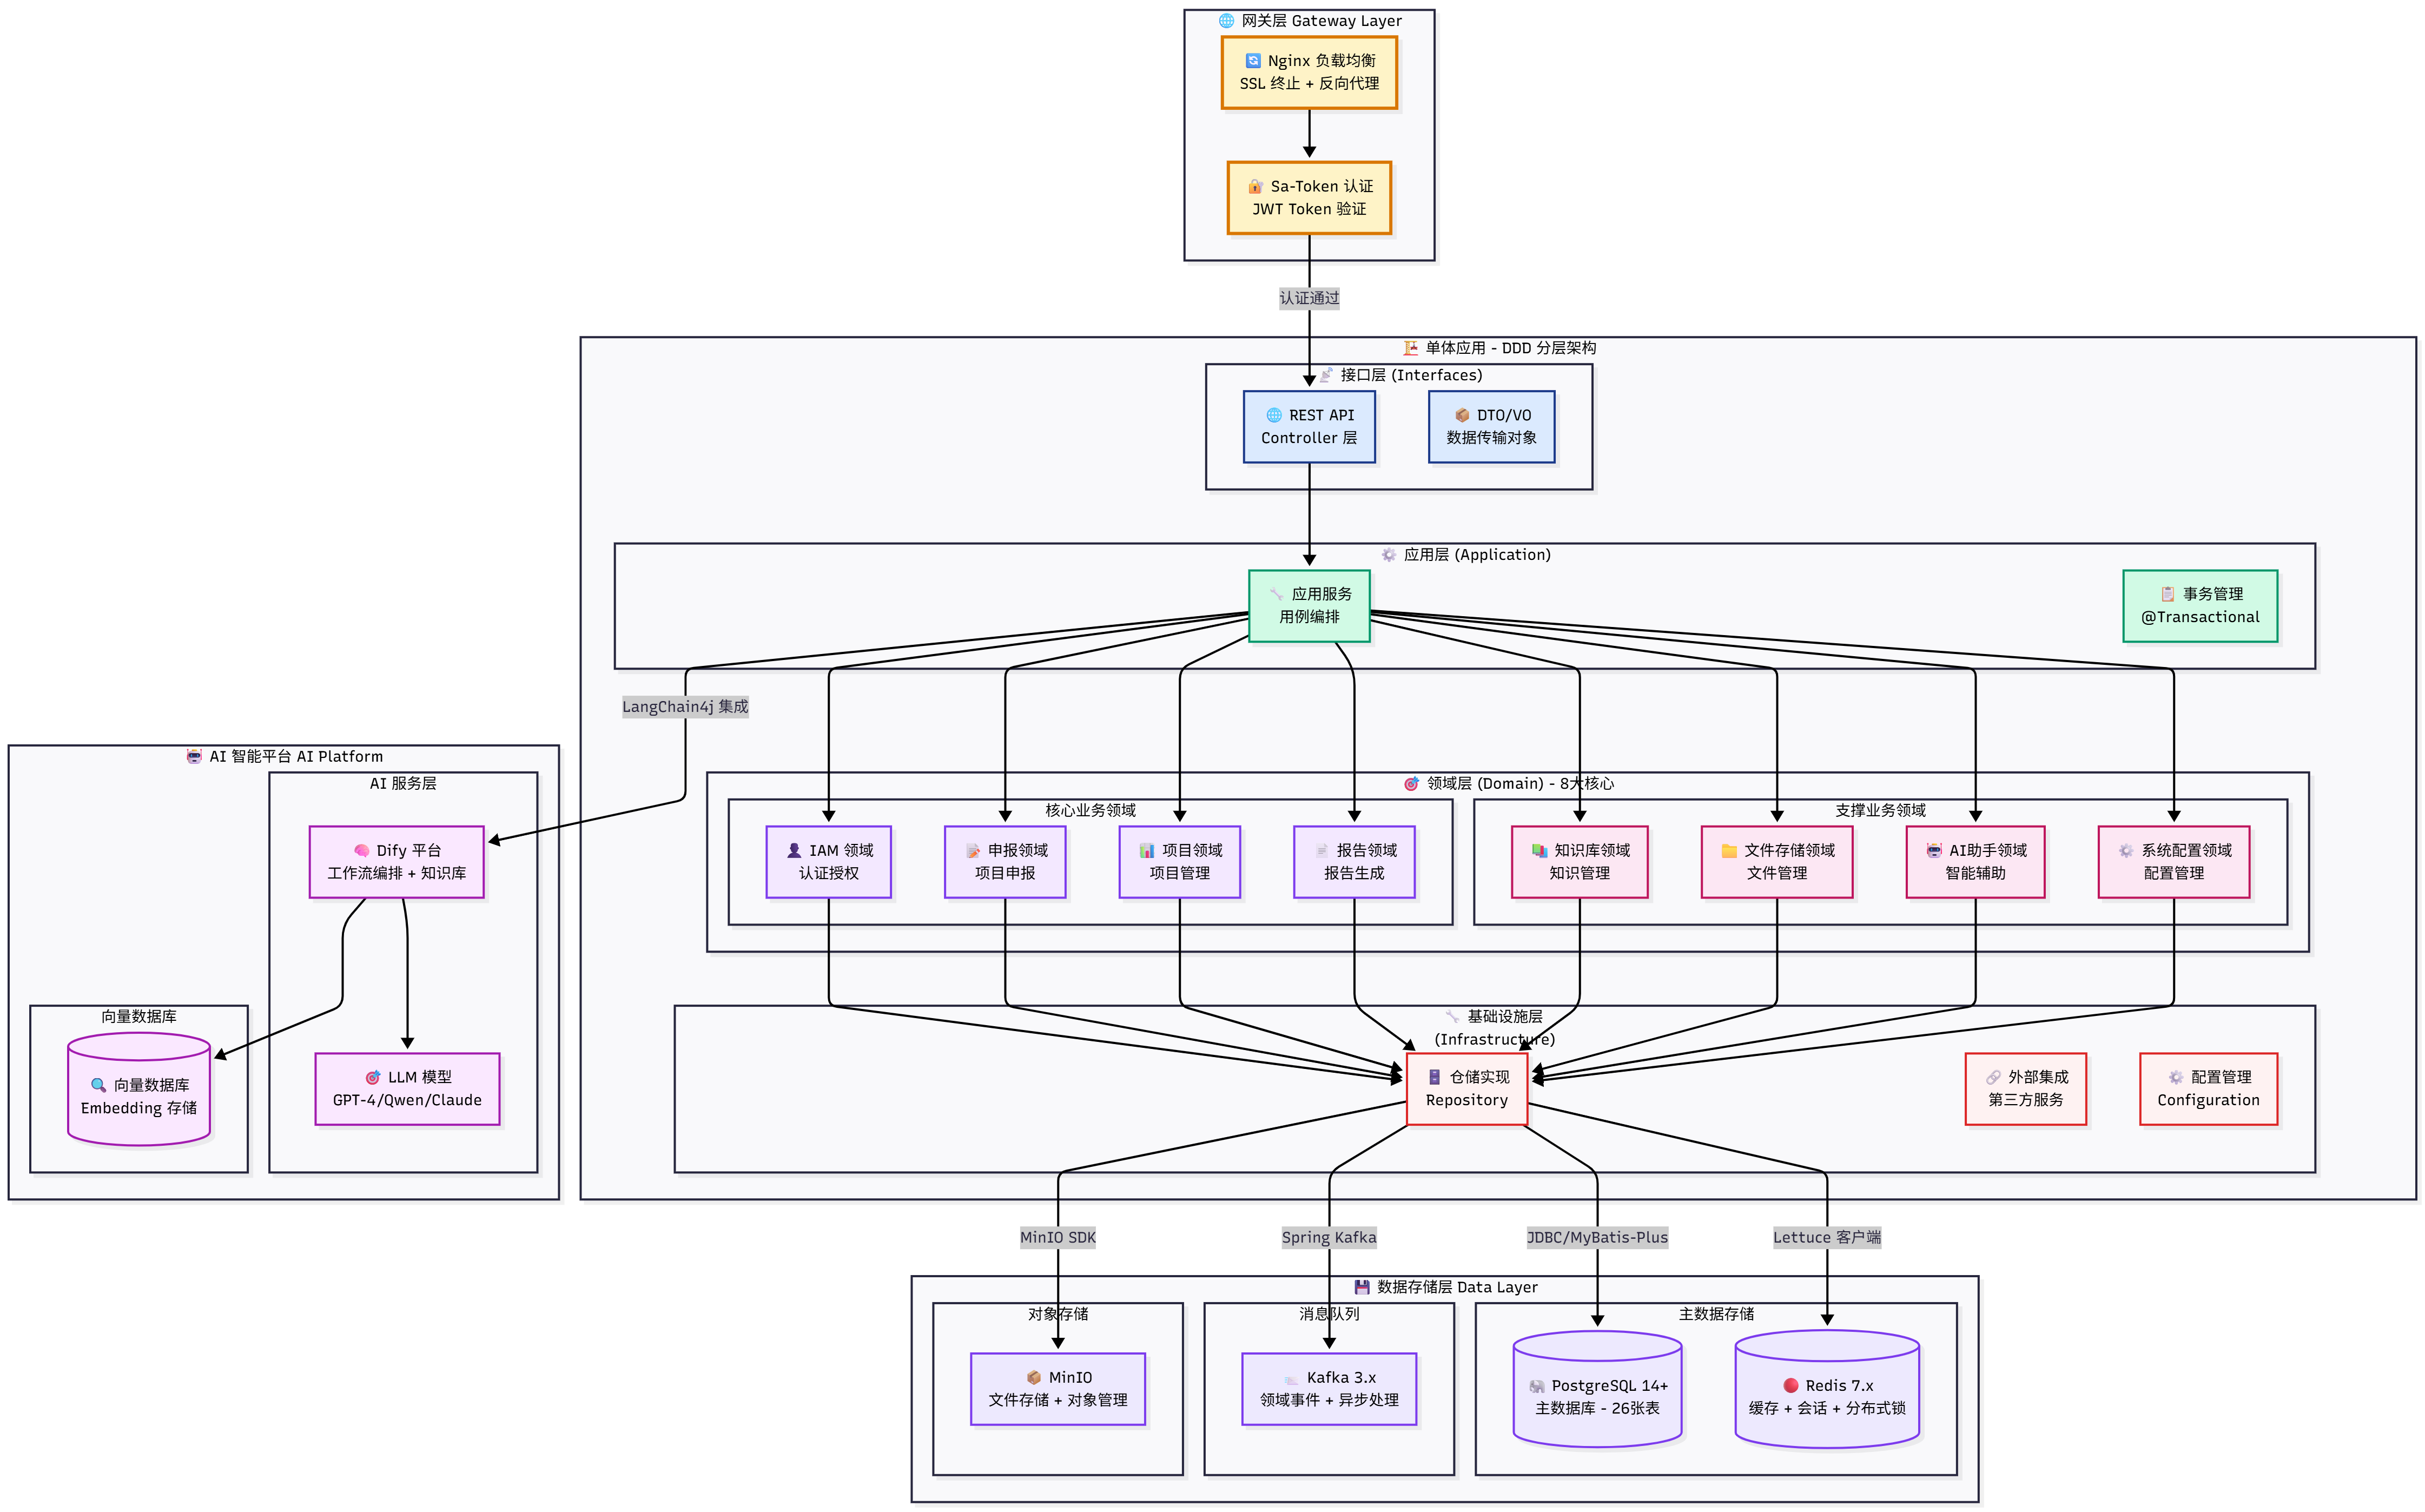 🌐 网关层 Gateway Layer
🔄 Nginx 负载均衡
SSL 终止 + 反向代理
🔐 Sa-Token 认证
JWT Token 验证
认证通过
🏗️ 单体应用 - DDD 分层架构
📡 接口层 (Interfaces)
🌐 REST API
Controller 层
📦 DTO/VO
数据传输对象
⚙️ 应用层 (Application)
🔧 应用服务
用例编排
📋 事务管理
@Transactional
LangChain4j 集成
🤖 AI 智能平台 AI Platform
AI 服务层
🧠 Dify 平台
工作流编排 + 知识库
向量数据库
🔍 向量数据库
Embedding 存储
🎯 LLM 模型
GPT-4/Qwen/Claude
🎯 领域层 (Domain) - 8大核心
核心业务领域
👤 IAM 领域
认证授权
📝 申报领域
项目申报
📊 项目领域
项目管理
📄 报告领域
报告生成
支撑业务领域
📚 知识库领域
知识管理
📁 文件存储领域
文件管理
🤖 AI助手领域
智能辅助
⚙️ 系统配置领域
配置管理
🔧 基础设施层
(Infrastructure)
🗄️ 仓储实现
Repository
🔗 外部集成
第三方服务
⚙️ 配置管理
Configuration
MinIO SDK
Spring Kafka
JDBC/MyBatis-Plus
Lettuce 客户端
💾 数据存储层 Data Layer
对象存储
📦 MinIO
文件存储 + 对象管理
消息队列
📨 Kafka 3.x
领域事件 + 异步处理
主数据存储
🐘 PostgreSQL 14+
主数据库 - 26张表
🔴 Redis 7.x
缓存 + 会话 + 分布式锁